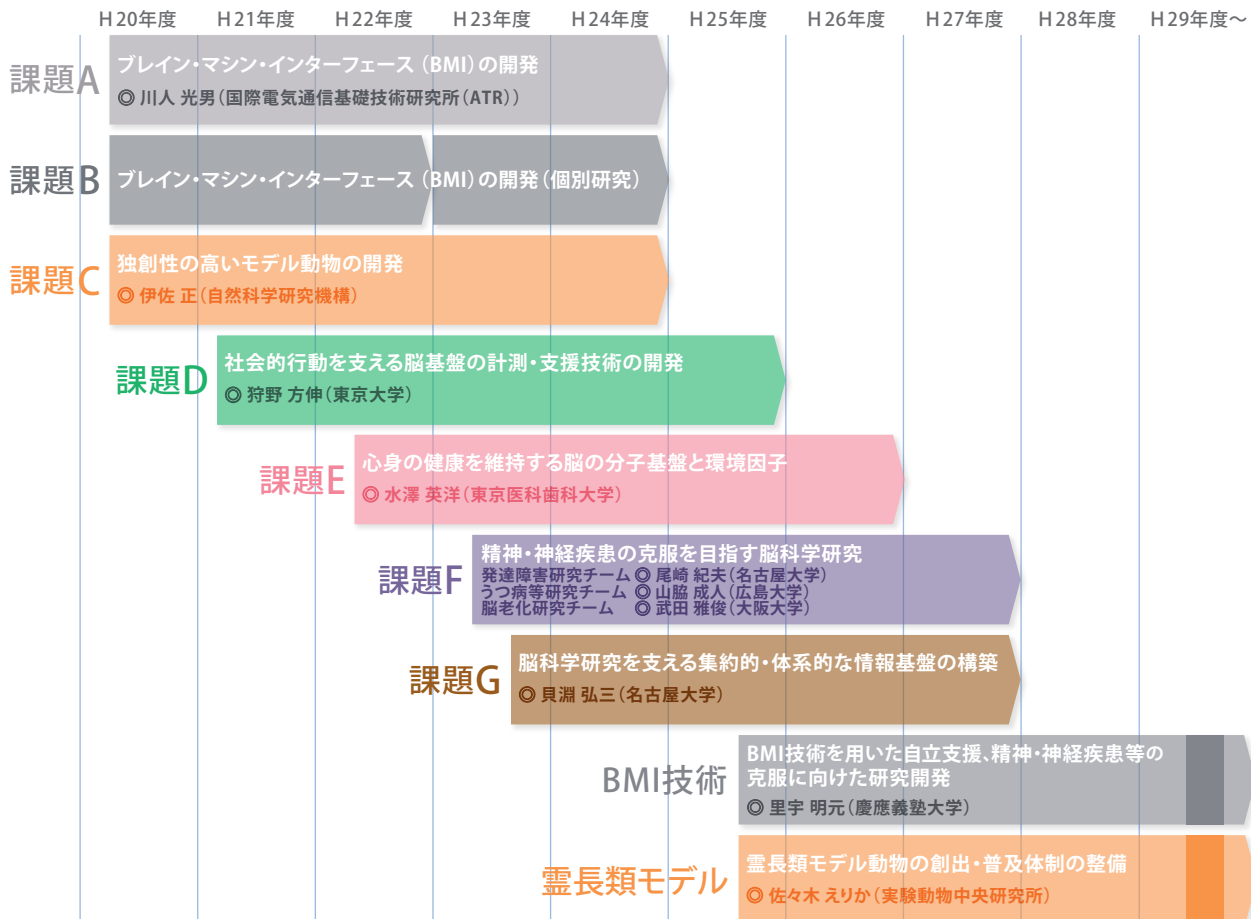 H20年度 H21年度 H22年度 H23年度 H24年度 H25年度 H26年度 H27年度 H28年度 H29年度～
課題A
ブレイン・マシン・インターフェース（BMI）の開発
◎ 川人 光男（国際電気通信基礎技術研究所（ATR））
課題B
ブレイン・マシン・インターフェース（BMI）の開発（個別研究）
課題C
独創性の高いモデル動物の開発
◎ 伊佐 正（自然科学研究機構）
課題D
社会的行動を支える脳基盤の計測・支援技術の開発
◎ 狩野 方伸（東京大学）
課題E
心身の健康を維持する脳の分子基盤と環境因子
◎ 水澤 英洋（東京医科歯科大学）
課題F
精神・神経疾患の克服を目指す脳科学研究
発達障害研究チーム ◎ 尾崎 紀夫（名古屋大学）
うつ病等研究チーム ◎ 山脇 成人（広島大学）
脳老化研究チーム ◎ 武田 雅俊（大阪大学）
課題G
脳科学研究を支える集約的・体系的な情報基盤の構築
◎ 貝淵 弘三（名古屋大学）
BMI技術
BMI技術を用いた自立支援、精神・神経疾患等の
克服に向けた研究開発
◎ 里宇 明元（慶應義塾大学）
霊長類モデル
霊長類モデル動物の創出・普及体制の整備
◎ 佐々木 えりか（実験動物中央研究所）